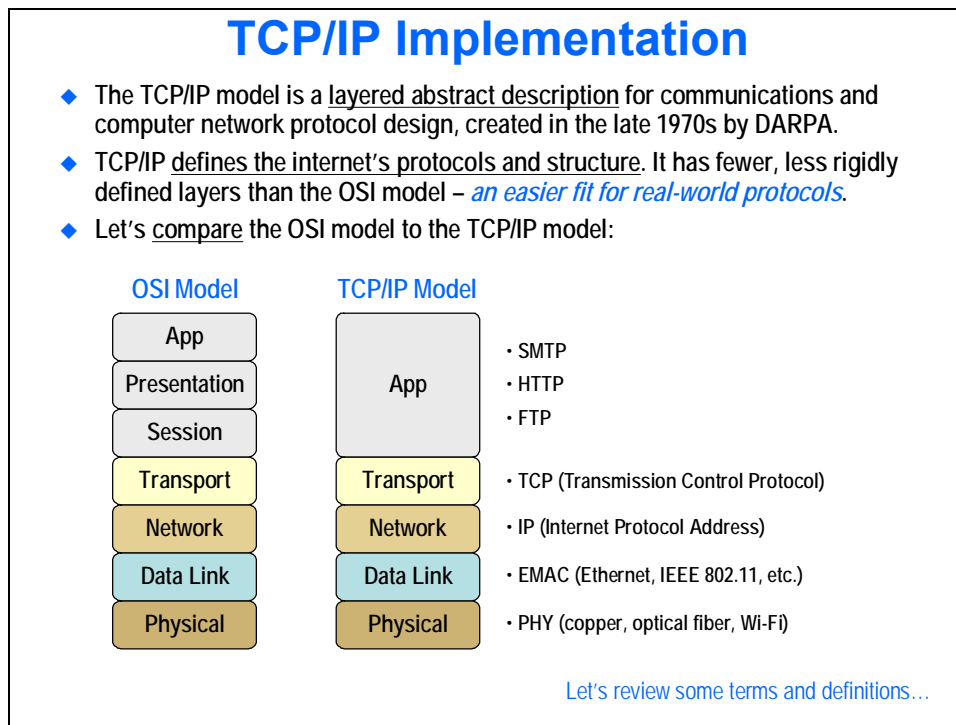 TCP/IP Implementation
◆ The TCP/IP model is a layered abstract description for communications and
computer network protocol design, created in the late 1970s by DARPA.
◆ TCP/IP defines the internet's protocols and structure. It has fewer, less rigidly
defined layers than the OSI model – an easier fit for real-world protocols.
◆ Let's compare the OSI model to the TCP/IP model:
OSI Model
App
Presentation
Session
Transport
Network
Data Link
Physical
TCP/IP Model
App
Transport
Network
Data Link
Physical
• SMTP
• HTTP
• FTP
• TCP (Transmission Control Protocol)
• IP (Internet Protocol Address)
• EMAC (Ethernet, IEEE 802.11, etc.)
• PHY (copper, optical fiber, Wi-Fi)
Let's review some terms and definitions…